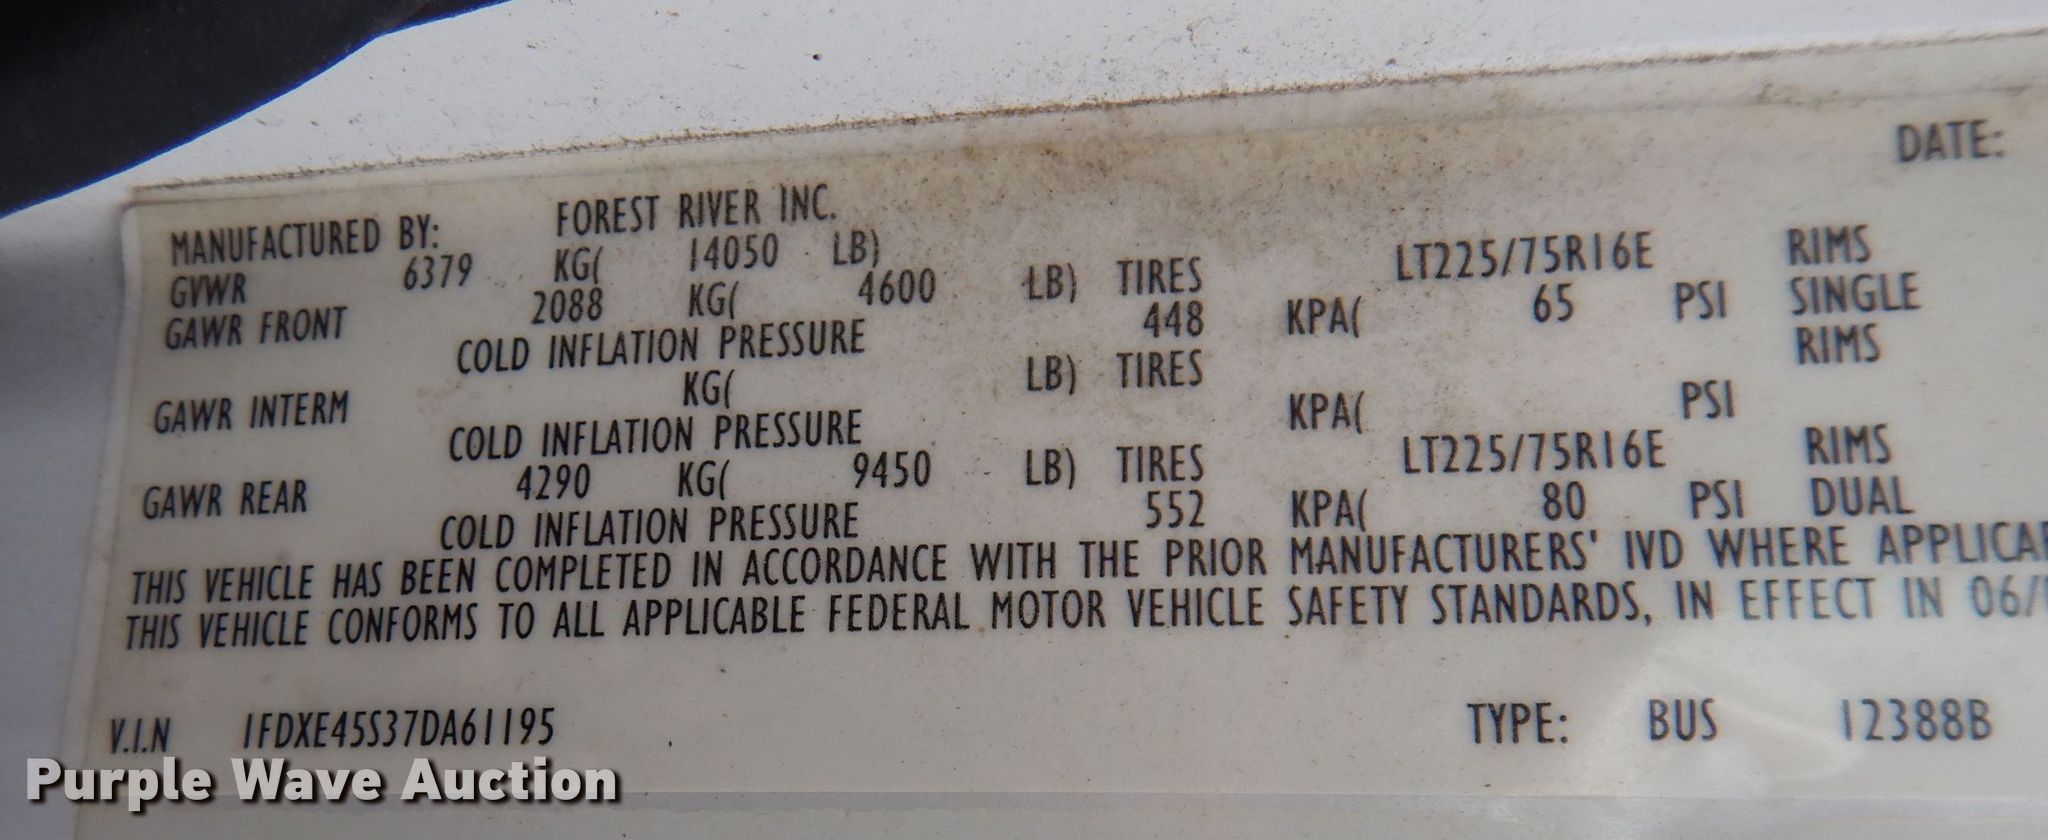 DATE:
MANUFACTURED BY: FOREST RIVER INC.
GVWR 6379 KG( 14050 LB)
GAWR FRONT 2088 KG( 4600 LB) TIRES LT225/75R16E RIMS
COLD INFLATION PRESSURE 448 KPA( 65 PSI SINGLE
GAWR INTERM KG( LB) TIRES RIMS
COLD INFLATION PRESSURE KPA( PSI
GAWR REAR 4290 KG( 9450 LB) TIRES LT225/75R16E RIMS
COLD INFLATION PRESSURE 552 KPA( 80 PSI DUAL
THIS VEHICLE HAS BEEN COMPLETED IN ACCORDANCE WITH THE PRIOR MANUFACTURERS' IVD WHERE
THIS VEHICLE CONFORMS TO ALL APPLICABLE FEDERAL MOTOR VEHICLE SAFETY STANDARDS, IN EFFECT IN 06/
V.I.N 1FDXE45S37DA61195 TYPE: BUS 12388B
Purple Wave Auction